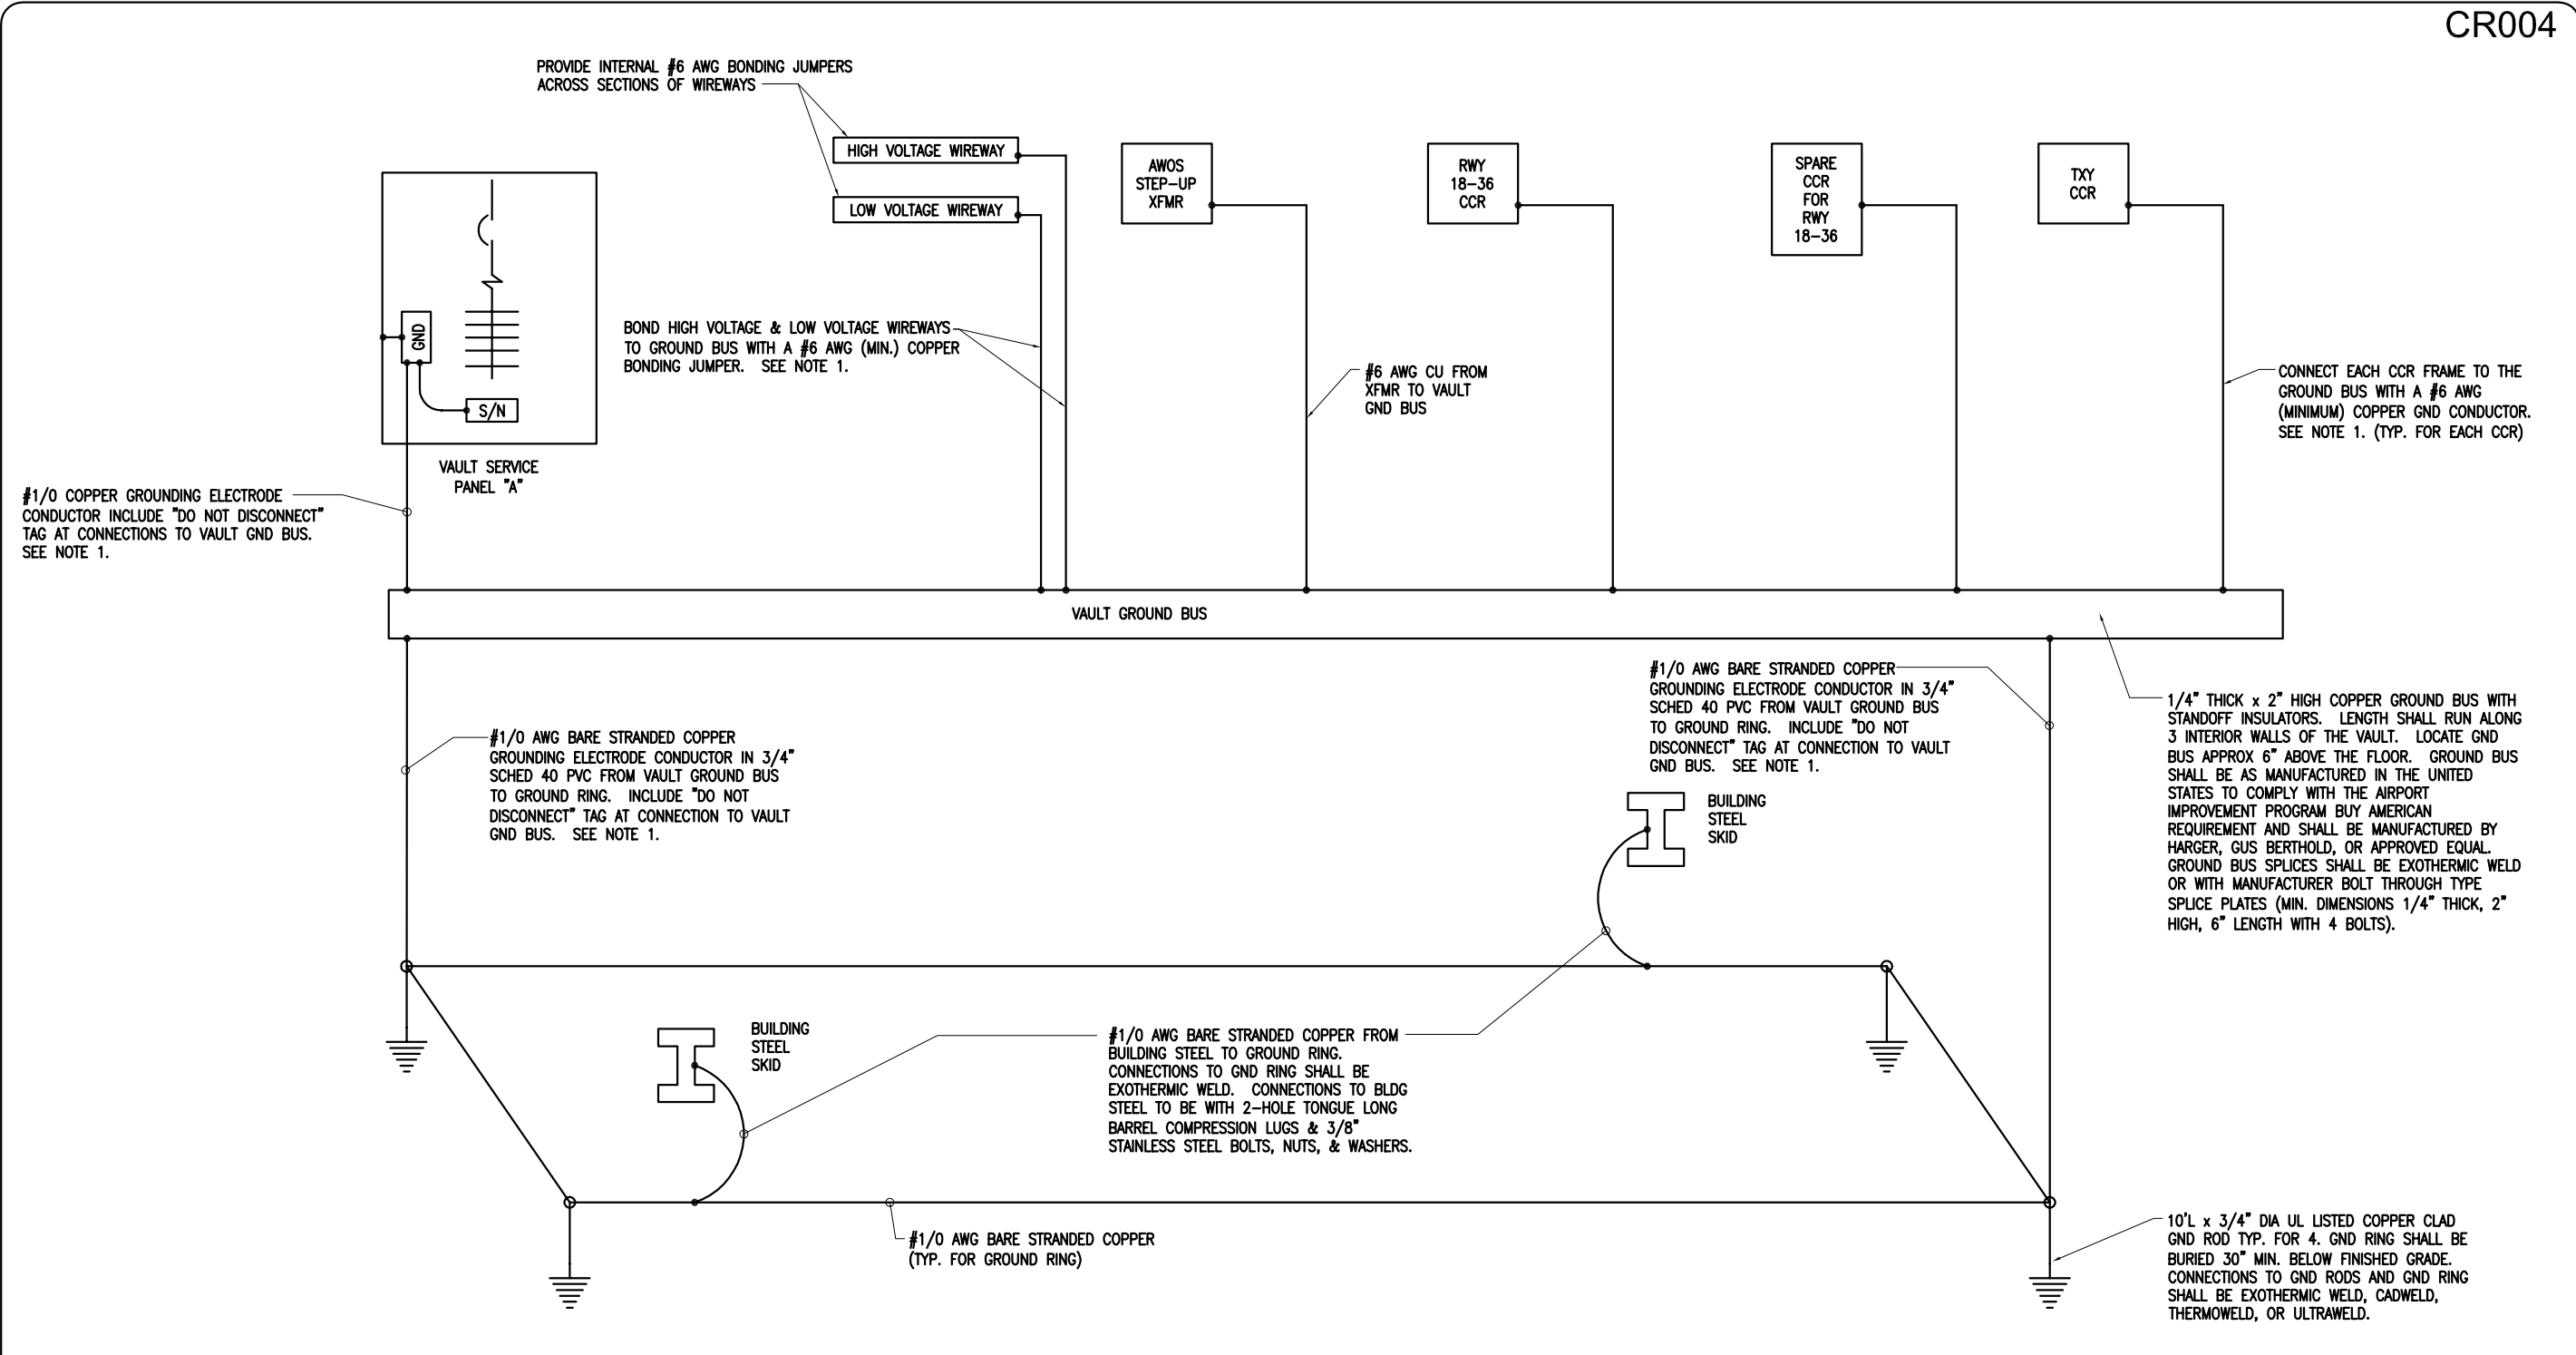 CR004
PROVIDE INTERNAL #6 AWG BONDING JUMPERS
ACROSS SECTIONS OF WIREWAYS
HIGH VOLTAGE WIREWAY
LOW VOLTAGE WIREWAY
AWOS
STEP-UP
XFMR
RWY
18-36
CCR
SPARE
CCR
FOR
RWY
18-36
TXY
CCR
GND
S/N
VAULT SERVICE
PANEL "A"
BOND HIGH VOLTAGE & LOW VOLTAGE WIREWAYS
TO GROUND BUS WITH A #6 AWG (MIN.) COPPER
BONDING JUMPER. SEE NOTE 1.
#6 AWG CU FROM
XFMR TO VAULT
GND BUS
CONNECT EACH CCR FRAME TO THE
GROUND BUS WITH A #6 AWG
(MINIMUM) COPPER GND CONDUCTOR.
SEE NOTE 1. (TYP. FOR EACH CCR)
#1/0 COPPER GROUNDING ELECTRODE
CONDUCTOR INCLUDE "DO NOT DISCONNECT"
TAG AT CONNECTIONS TO VAULT GND BUS.
SEE NOTE 1.
VAULT GROUND BUS
#1/0 AWG BARE STRANDED COPPER
GROUNDING ELECTRODE CONDUCTOR IN 3/4"
SCHED 40 PVC FROM VAULT GROUND BUS
TO GROUND RING. INCLUDE "DO NOT
DISCONNECT" TAG AT CONNECTION TO VAULT
GND BUS. SEE NOTE 1.
#1/0 AWG BARE STRANDED COPPER
GROUNDING ELECTRODE CONDUCTOR IN 3/4"
SCHED 40 PVC FROM VAULT GROUND BUS
TO GROUND RING. INCLUDE "DO NOT
DISCONNECT" TAG AT CONNECTION TO VAULT
GND BUS. SEE NOTE 1.
1/4" THICK x 2" HIGH COPPER GROUND BUS WITH
STANDOFF INSULATORS. LENGTH SHALL RUN ALONG
3 INTERIOR WALLS OF THE VAULT. LOCATE GND
BUS APPROX 6" ABOVE THE FLOOR. GROUND BUS
SHALL BE AS MANUFACTURED IN THE UNITED
STATES TO COMPLY WITH THE AIRPORT
IMPROVEMENT PROGRAM BUY AMERICAN
REQUIREMENT AND SHALL BE MANUFACTURED BY
HARGER, GUS BERTHOLD, OR APPROVED EQUAL.
GROUND BUS SPLICES SHALL BE EXOTHERMIC WELD
OR WITH MANUFACTURER BOLT THROUGH TYPE
SPLICE PLATES (MIN. DIMENSIONS 1/4" THICK, 2"
HIGH, 6" LENGTH WITH 4 BOLTS).
BUILDING
STEEL
SKID
BUILDING
STEEL
SKID
#1/0 AWG BARE STRANDED COPPER FROM
BUILDING STEEL TO GROUND RING.
CONNECTIONS TO GND RING SHALL BE
EXOTHERMIC WELD. CONNECTIONS TO BLDG
STEEL TO BE WITH 2-HOLE TONGUE LONG
BARREL COMPRESSION LUGS & 3/8"
STAINLESS STEEL BOLTS, NUTS, & WASHERS.
#1/0 AWG BARE STRANDED COPPER
(TYP. FOR GROUND RING)
10'L x 3/4" DIA UL LISTED COPPER CLAD
GND ROD TYP. FOR 4. GND RING SHALL BE
BURIED 30" MIN. BELOW FINISHED GRADE.
CONNECTIONS TO GND RODS AND GND RING
SHALL BE EXOTHERMIC WELD, CADWELD,
THERMOWELD, OR ULTRAWELD.